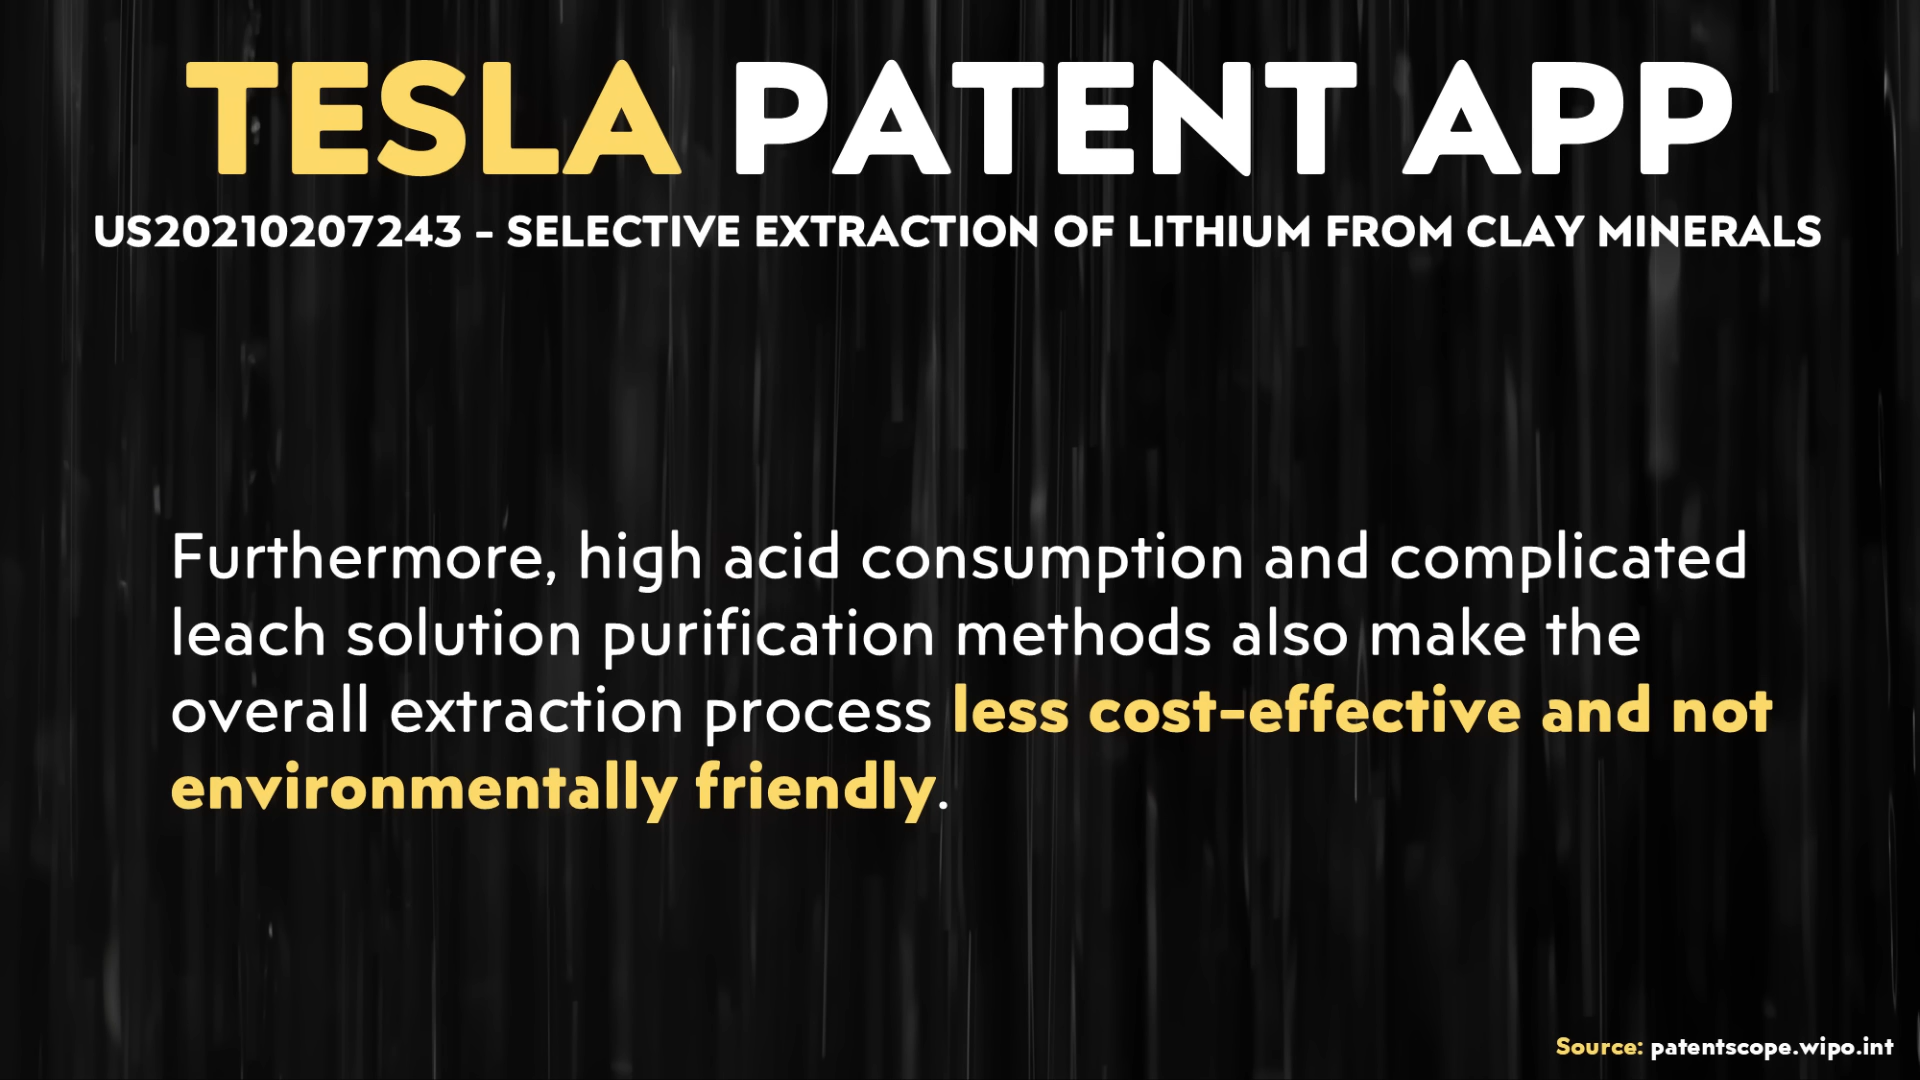 TESLA PATENT APP
US20210207243 - SELECTIVE EXTRACTION OF LITHIUM FROM CLAY MINERALS
Furthermore, high acid consumption and complicated
leach solution purification methods also make the
overall extraction process less cost-effective and not
environmentally friendly.
Source: patentscope.wipo.int